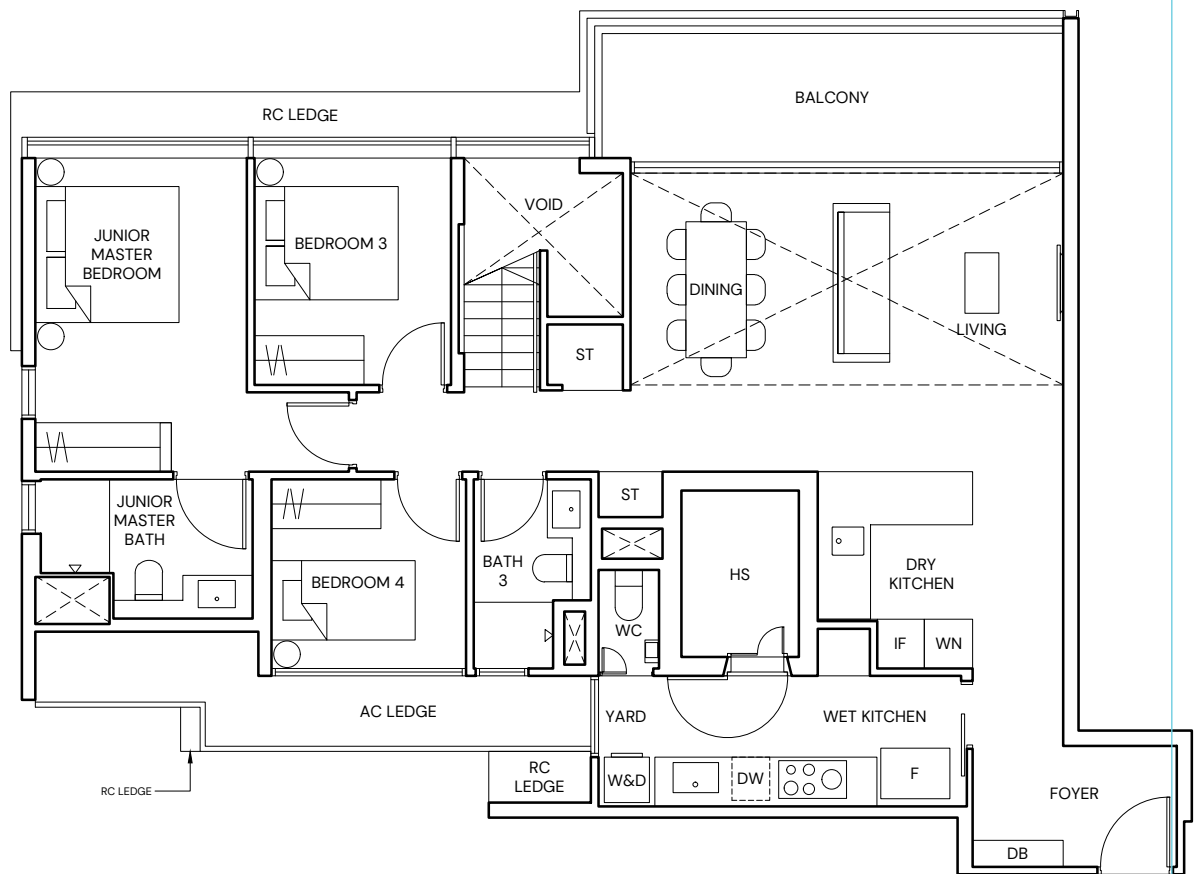 BALCONY
RC LEDGE
VOID
JUNIOR
MASTER
BEDROOM
BEDROOM 3
DINING
LIVING
ST
ST
JUNIOR
MASTER
BATH
BEDROOM 4
BATH
3
HS
DRY
KITCHEN
WC
IF
WN
AC LEDGE
YARD
WET KITCHEN
RC
LEDGE
W&D
DW
F
RC LEDGE
FOYER
DB